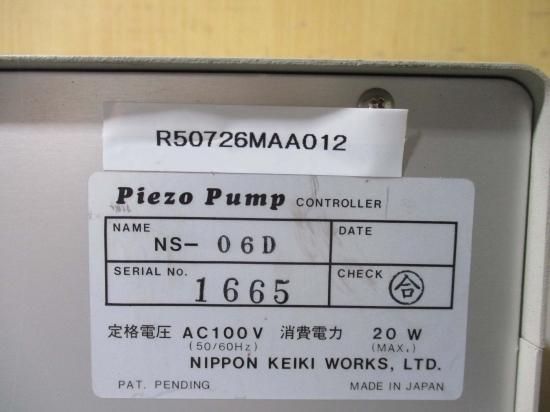 R50726MAA012
Piezo Pump CONTROLLER
NAME NS- 06D DATE
SERIAL No. 1665 CHECK 合
定格電圧 AC100V 消費電力 20 W
(50/60Hz) (MAX.)
NIPPON KEIKI WORKS, LTD.
PAT. PENDING MADE IN JAPAN